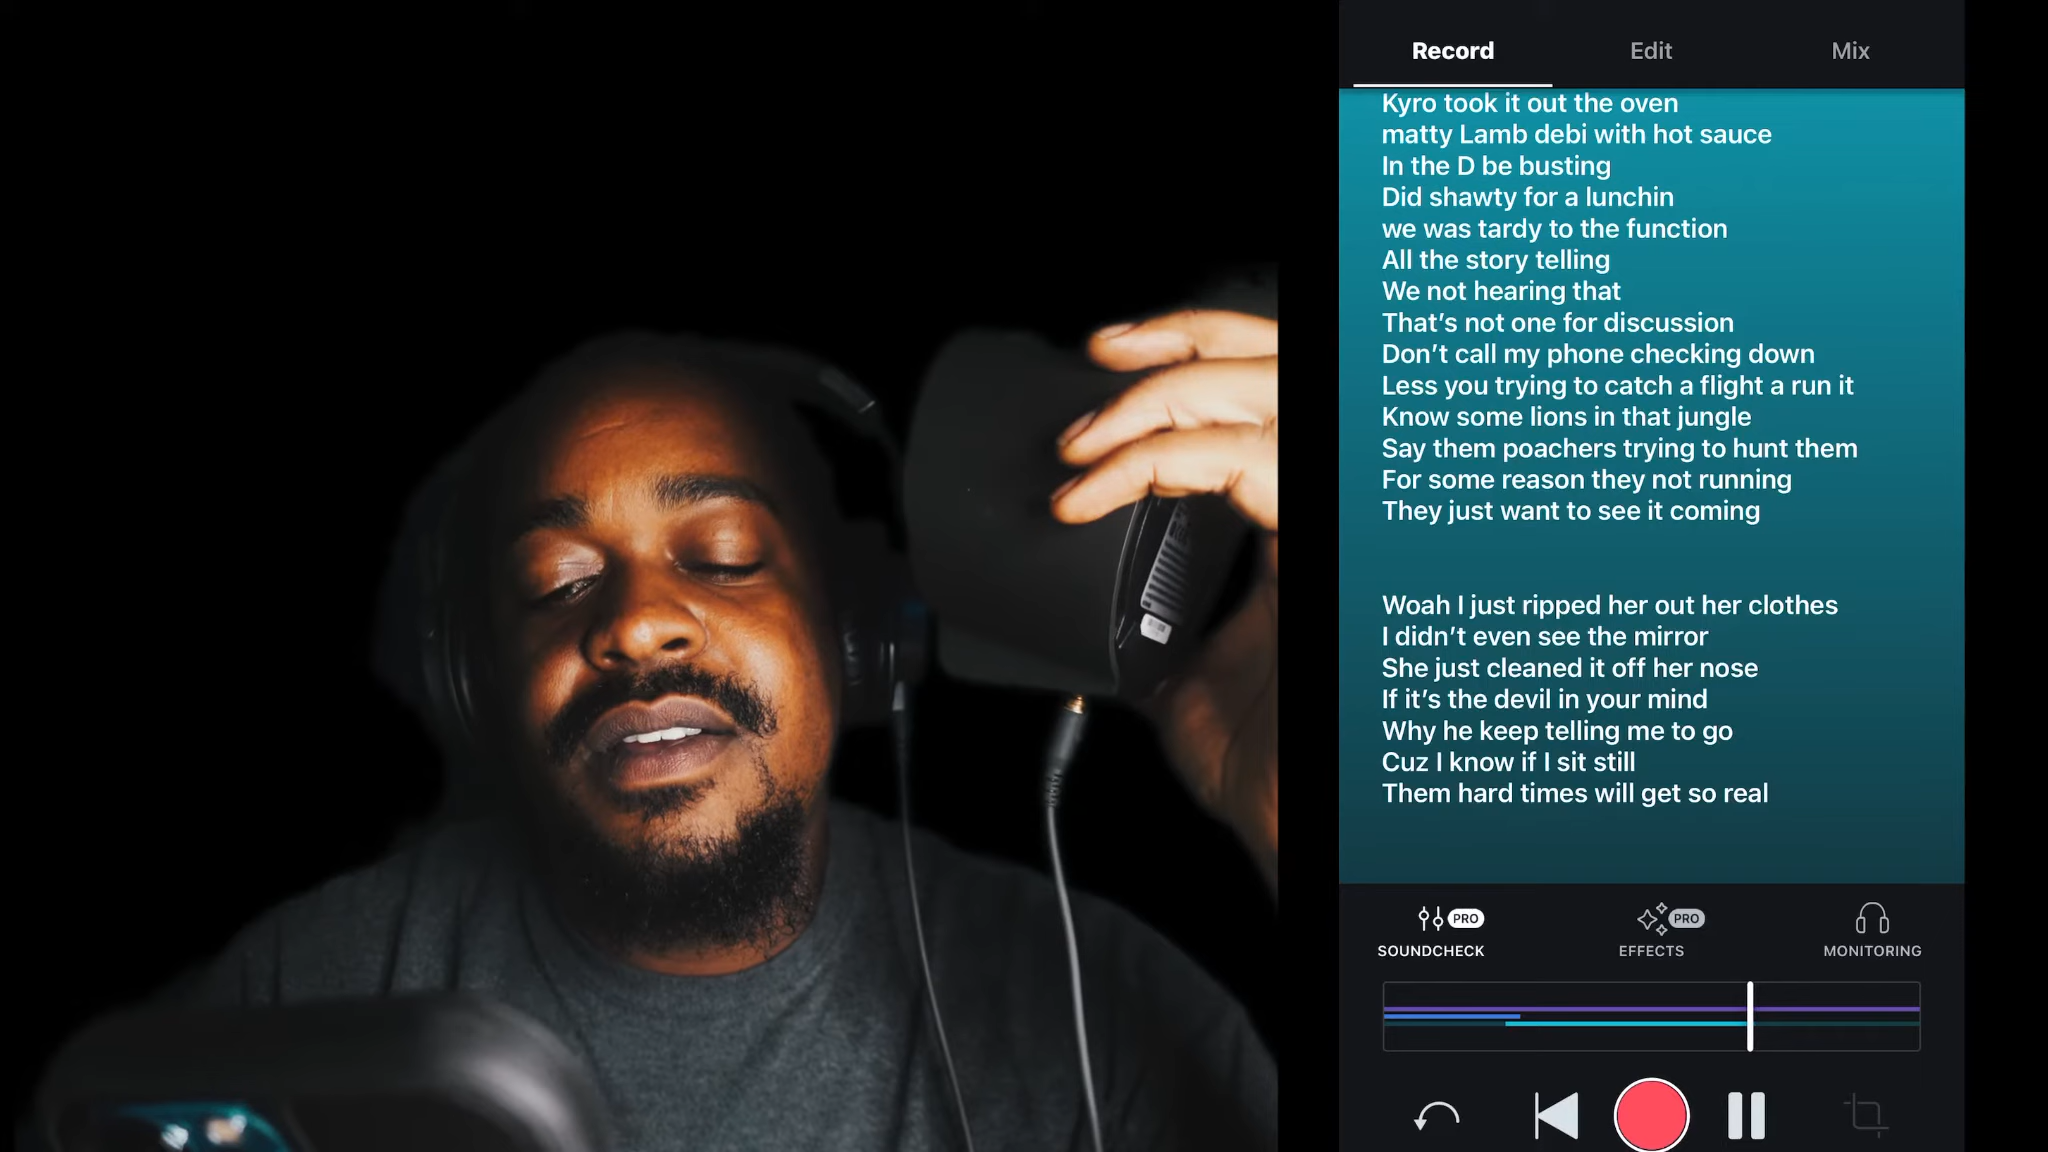 Record
Edit
Mix
Kyro took it out the oven
matty Lamb debi with hot sauce
In the D be busting
Did shawty for a lunchin
we was tardy to the function
All the story telling
We not hearing that
That’s not one for discussion
Don’t call my phone checking down
Less you trying to catch a flight a run it
Know some lions in that jungle
Say them poachers trying to hunt them
For some reason they not running
They just want to see it coming
Woah I just ripped her out her clothes
I didn’t even see the mirror
She just cleaned it off her nose
If it’s the devil in your mind
Why he keep telling me to go
Cuz I know if I sit still
Them hard times will get so real
PRO
SOUNDCHECK
PRO
EFFECTS
MONITORING